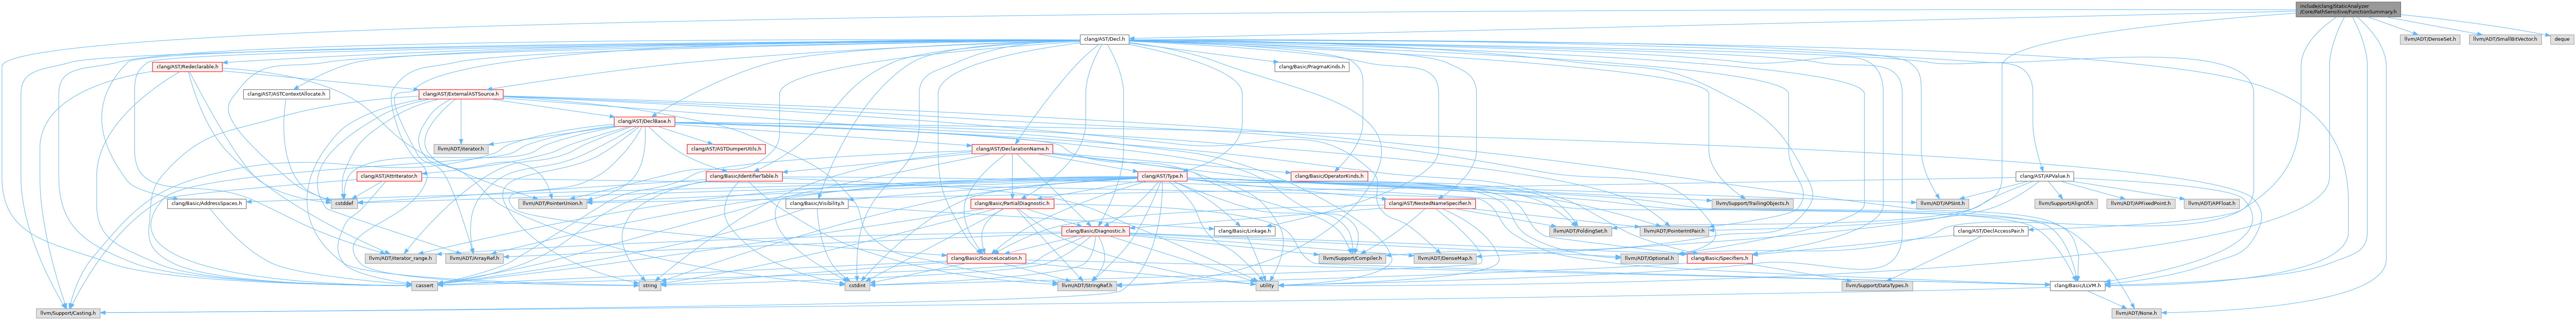 include/clang/StaticAnalyzer
/Core/PathSensitive/FunctionSummary.h
clang/AST/Decl.h
llvm/ADT/DenseSet.h
llvm/ADT/SmallBitVector.h
deque
clang/AST/Redeclarable.h
clang/Basic/PragmaKinds.h
clang/AST/ASTContextAllocate.h
clang/AST/ExternalASTSource.h
clang/AST/DeclBase.h
llvm/ADT/iterator.h
clang/AST/ASTDumperUtils.h
clang/AST/DeclarationName.h
clang/AST/AttrIterator.h
clang/Basic/IdentifierTable.h
clang/AST/Type.h
clang/Basic/OperatorKinds.h
clang/AST/APValue.h
clang/Basic/AddressSpaces.h
cstddef
llvm/ADT/PointerUnion.h
clang/Basic/Visibility.h
clang/Basic/PartialDiagnostic.h
clang/AST/NestedNameSpecifier.h
llvm/Support/TrailingObjects.h
llvm/ADT/APSInt.h
llvm/Support/AlignOf.h
llvm/ADT/APFixedPoint.h
llvm/ADT/APFloat.h
clang/Basic/Diagnostic.h
clang/Basic/Linkage.h
llvm/ADT/FoldingSet.h
llvm/ADT/PointerIntPair.h
clang/AST/DeclAccessPair.h
llvm/ADT/iterator_range.h
llvm/ADT/ArrayRef.h
clang/Basic/SourceLocation.h
llvm/Support/Compiler.h
llvm/ADT/DenseMap.h
llvm/ADT/Optional.h
clang/Basic/Specifiers.h
cassert
string
cstdint
llvm/ADT/StringRef.h
utility
llvm/Support/DataTypes.h
clang/Basic/LLVM.h
llvm/Support/Casting.h
llvm/ADT/None.h